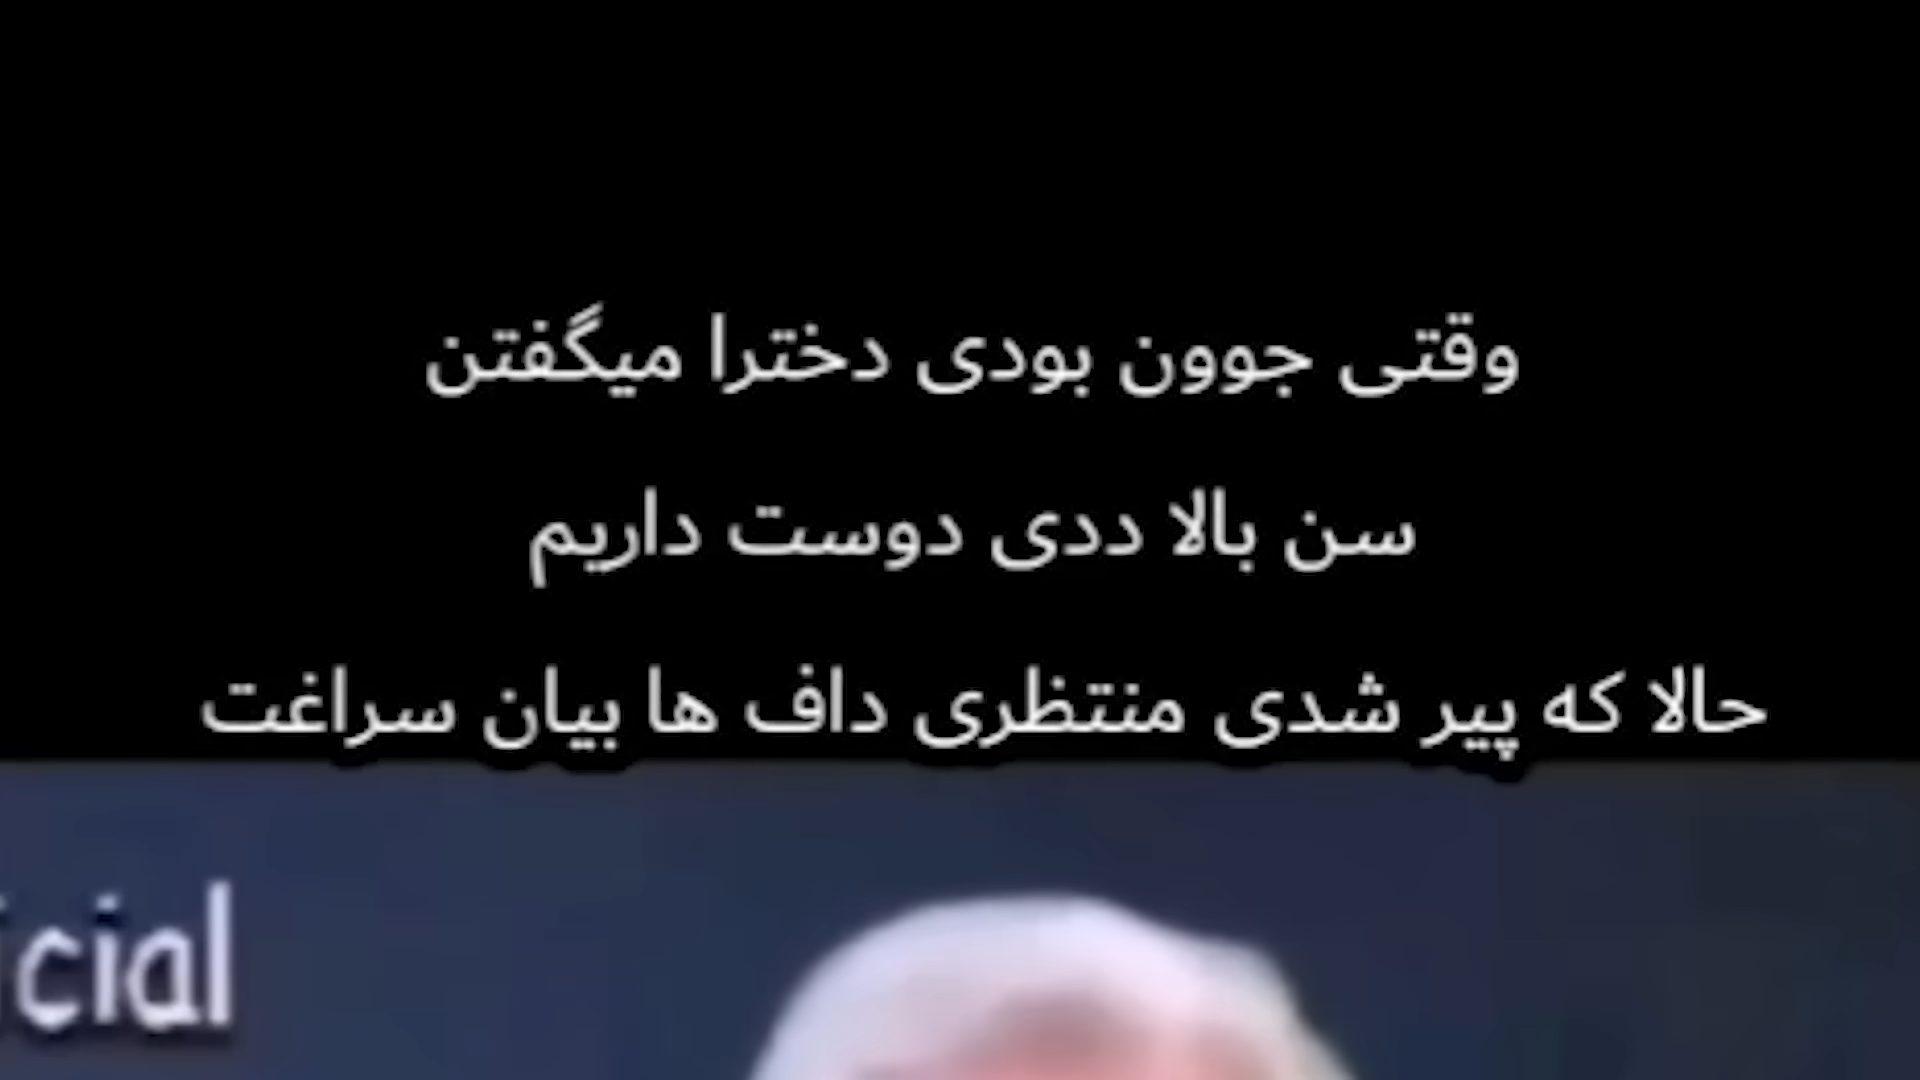 وقتی جوون بودی دخترا میگفتن
سن بالا ددی دوست داریم
حالا که پیر شدی منتظری داف ها بیان سراغت
cial